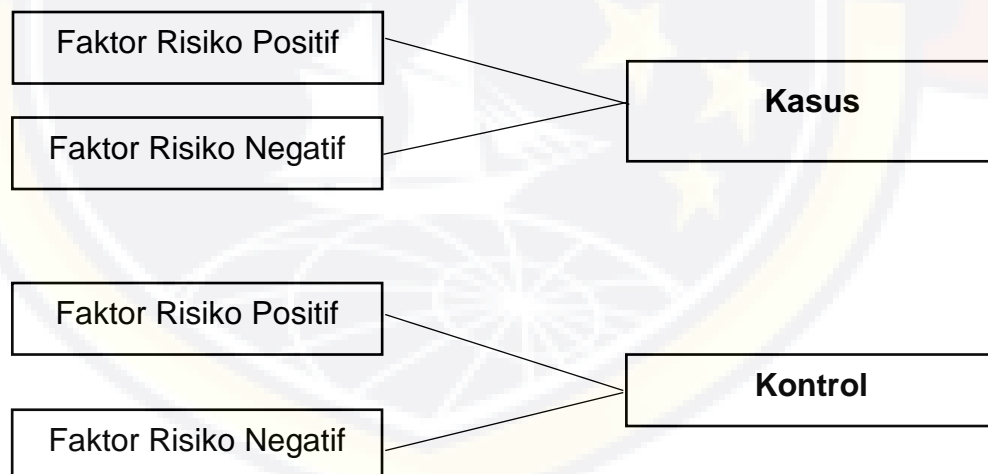 Faktor Risiko Positif
Kasus
Faktor Risiko Negatif
Faktor Risiko Positif
Kontrol
Faktor Risiko Negatif